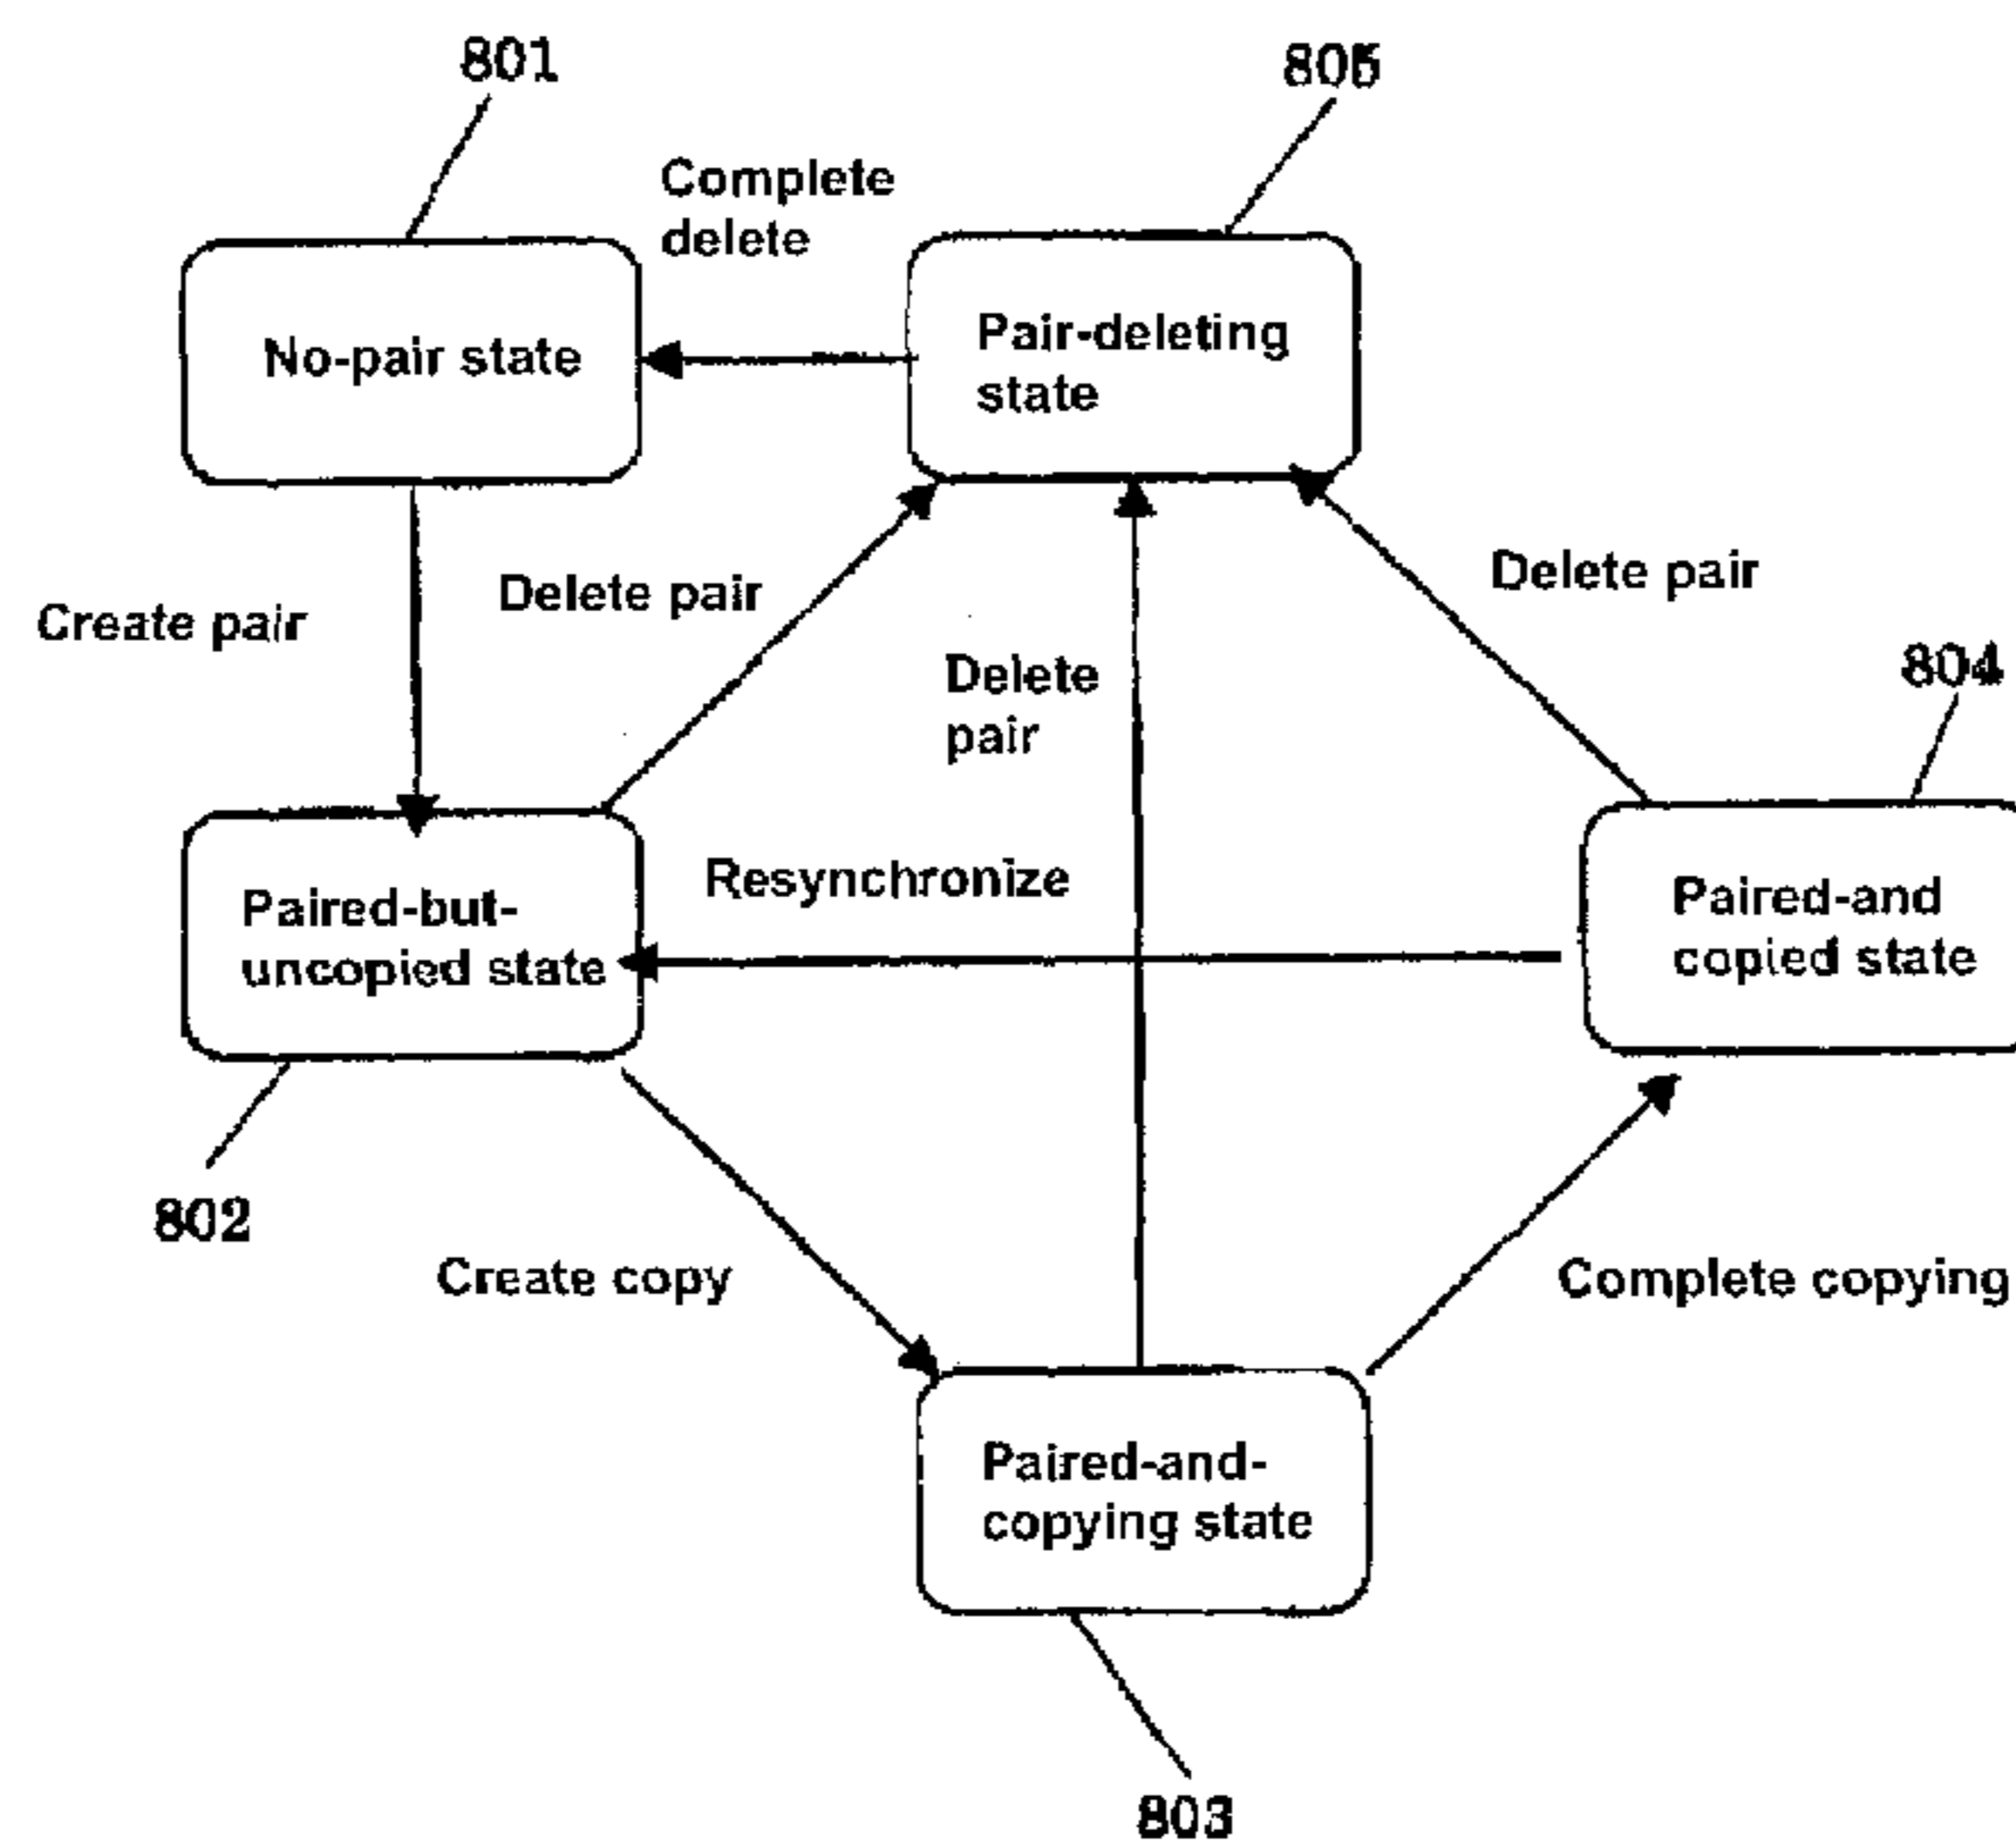 801
805
Complete
delete
No-pair state
Pair-deleting
state
Create pair
Delete pair
Delete
pair
Delete pair
804
Paired-but-
uncopied state
Resynchronize
Paired-and
copied state
802
Create copy
Complete copying
Paired-and-
copying state
803